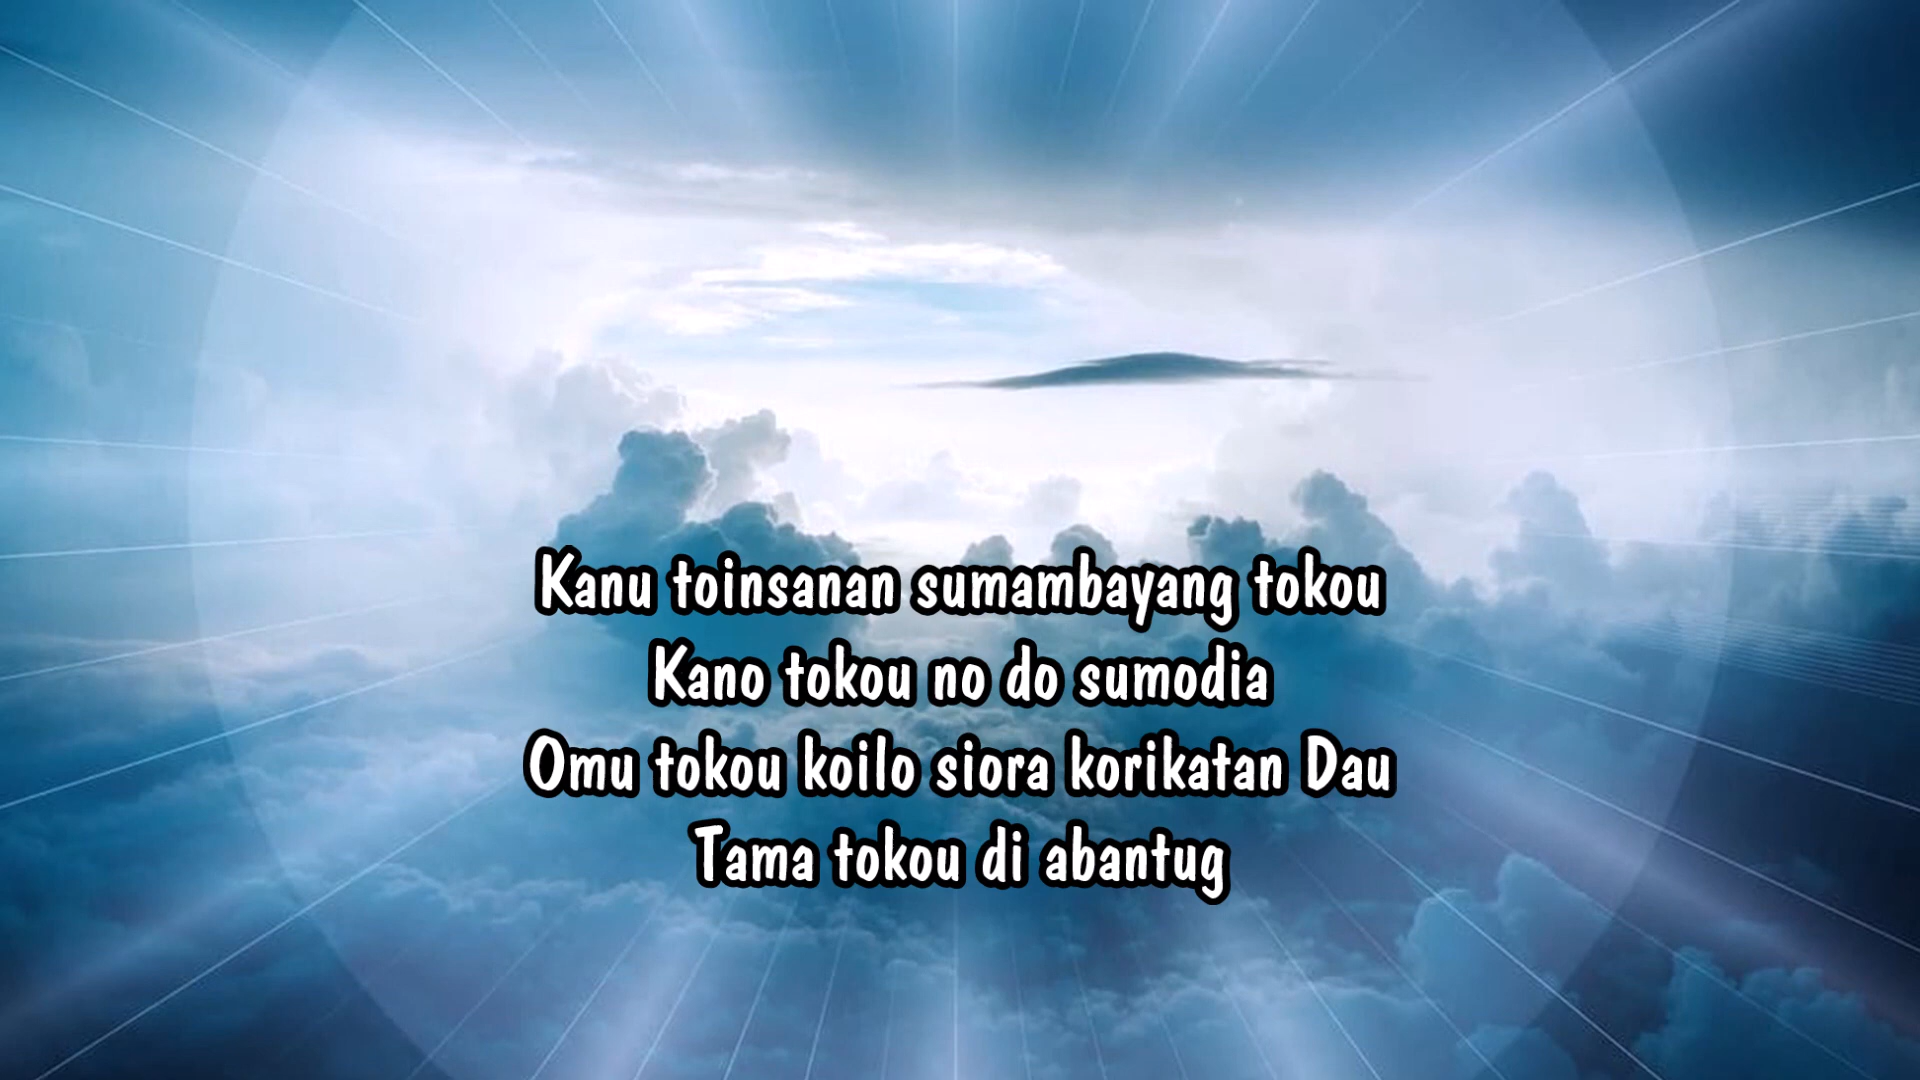 Kanu toinsanan sumambayang tokou
Kano tokou no do sumodia
Omu tokou koilo siora korikatan Dau
Tama tokou di abantug